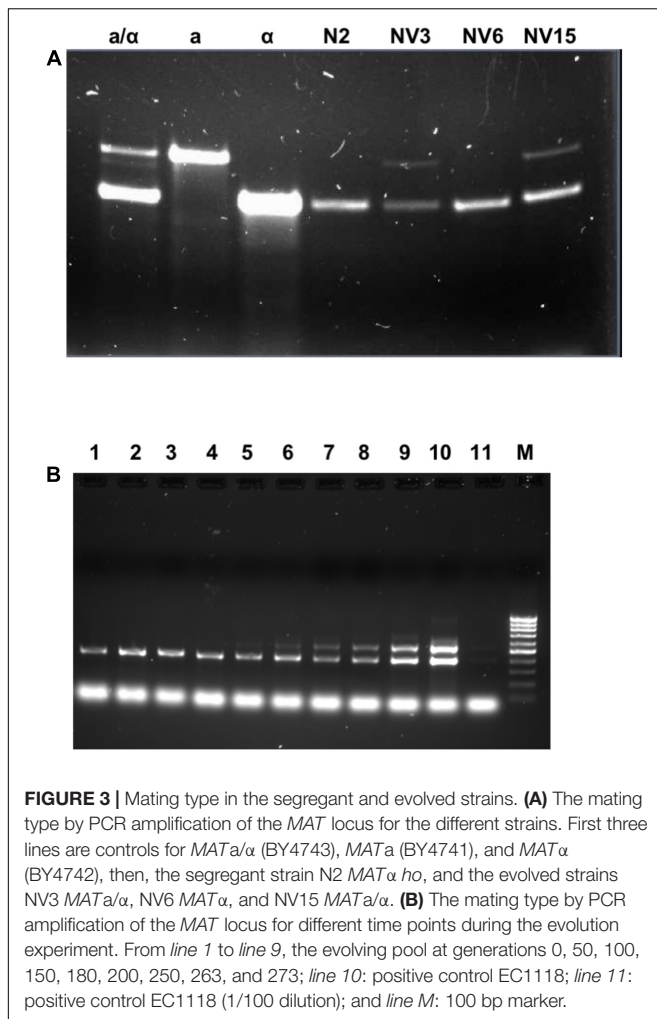 a/α a α N2 NV3 NV6 NV15
A
1 2 3 4 5 6 7 8 9 10 11 M
B
FIGURE 3 | Mating type in the segregant and evolved strains. (A) The mating
type by PCR amplification of the MAT locus for the different strains. First three
lines are controls for MATa/α (BY4743), MATa (BY4741), and MATα
(BY4742), then, the segregant strain N2 MATα ho, and the evolved strains
NV3 MATa/α, NV6 MATα, and NV15 MATa/α. (B) The mating type by PCR
amplification of the MAT locus for different time points during the evolution
experiment. From line 1 to line 9, the evolving pool at generations 0, 50, 100,
150, 180, 200, 250, 263, and 273; line 10: positive control EC1118; line 11:
positive control EC1118 (1/100 dilution); and line M: 100 bp marker.